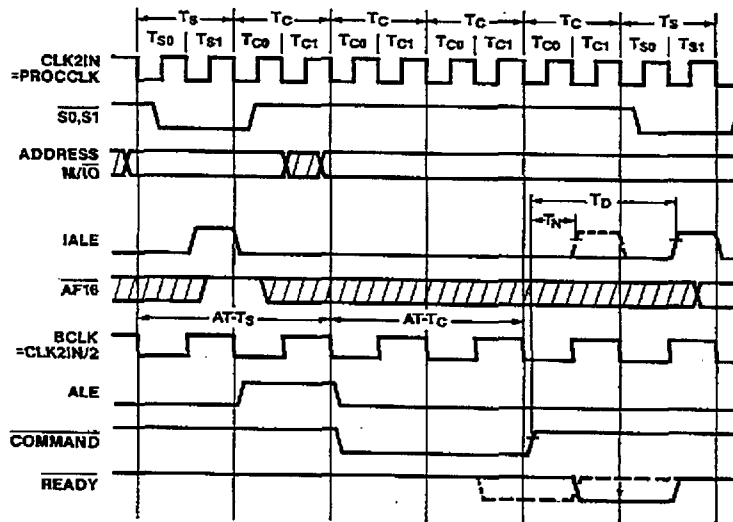 TS TC TC TC TC TS
TS0 TS1 TC0 TC1 TC0 TC1 TC0 TC1 TC0 TC1 TS0 TS1
CLK2IN
=PROCCLK
S0,S1
ADDRESS
M/IO
TD
TN
IALE
AF16
AT-TS AT-TC
BCLK
=CLK2IN/2
ALE
COMMAND
READY